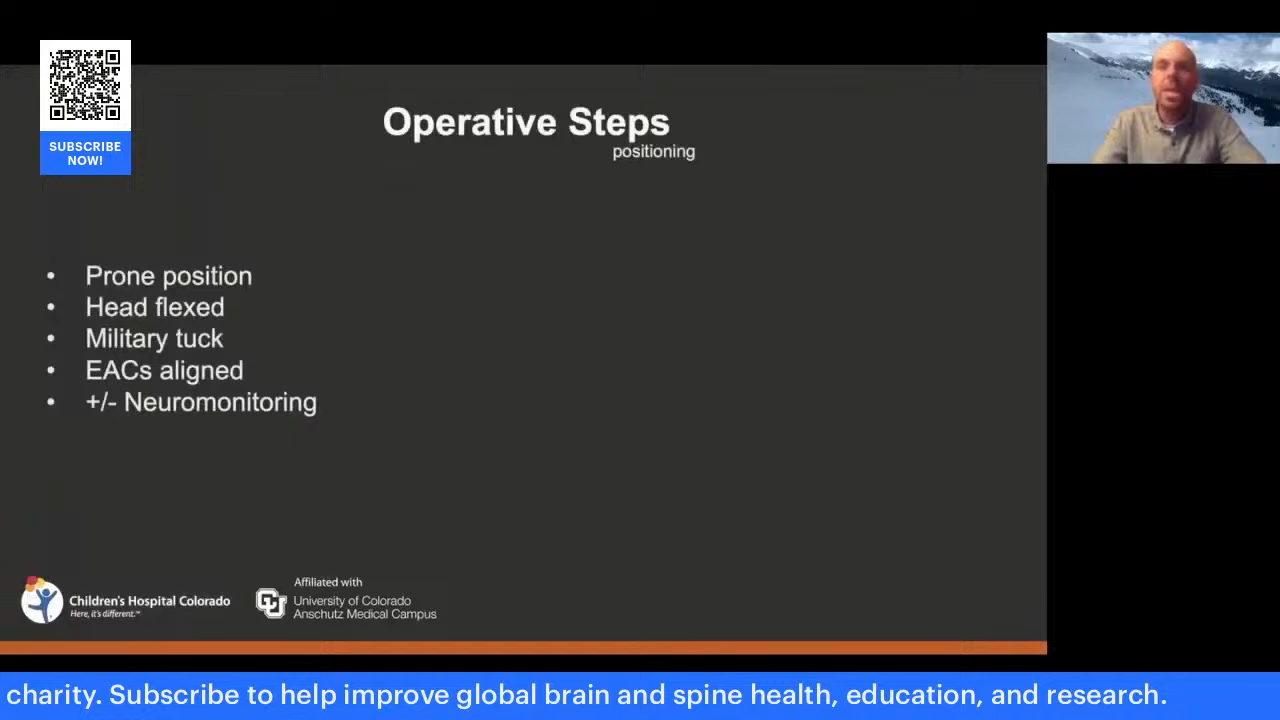 SUBSCRIBE
NOW!
Operative Steps
positioning
• Prone position
• Head flexed
• Military tuck
• EACs aligned
• +/- Neuromonitoring
Children's Hospital Colorado
Here, it's different.™
Affiliated with
University of Colorado
Anschutz Medical Campus
charity. Subscribe to help improve global brain and spine health, education, and research.